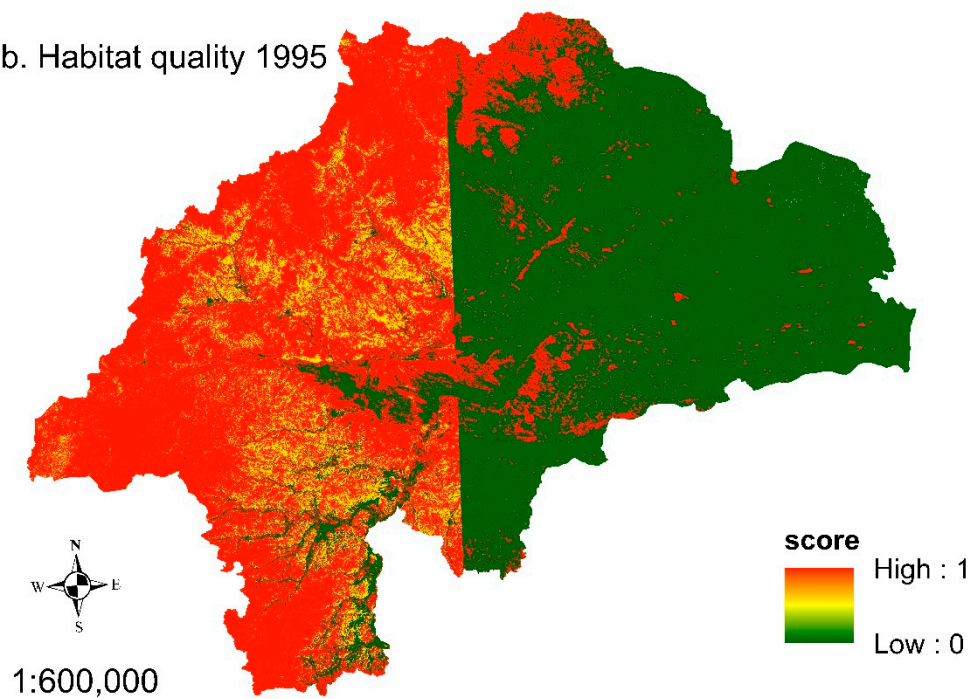 b. Habitat quality 1995
N
W E
S
1:600,000
score
High : 1
Low : 0